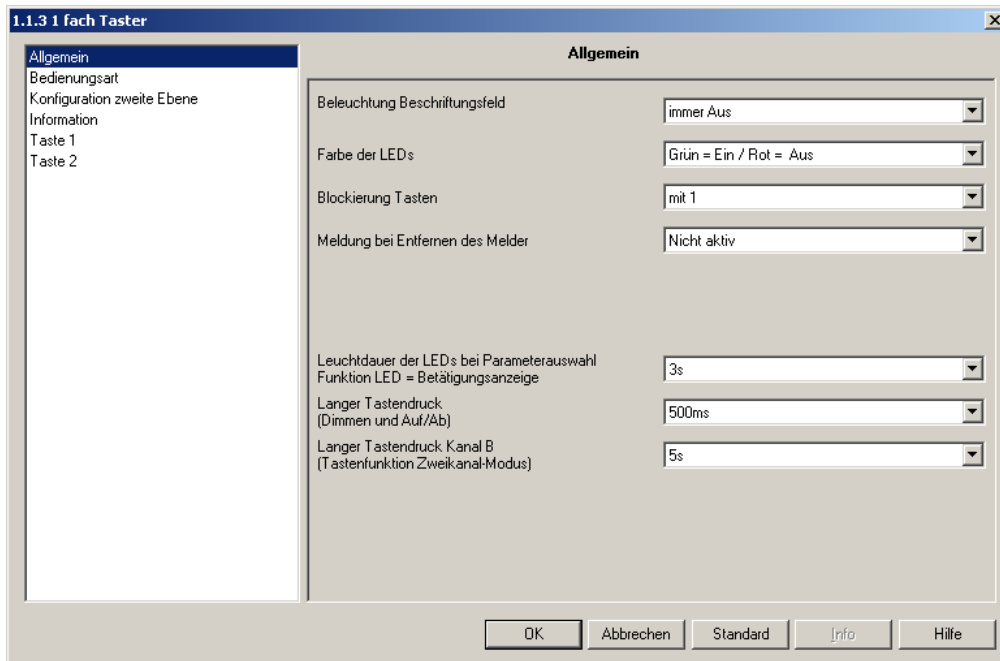 1.1.3 1 fach Taster
Allgemein
Bedienungsart
Konfiguration zweite Ebene
Information
Taste 1
Taste 2
Allgemein
Beleuchtung Beschriftungsfeld
immer Aus
Farbe der LEDs
Grün = Ein / Rot = Aus
Blockierung Tasten
mit 1
Meldung bei Entfernen des Melder
Nicht aktiv
Leuchtdauer der LEDs bei Parameterauswahl
Funktion LED = Betätigungsanzeige
3s
Langer Tastendruck
(Dimmen und Auf/Ab)
500ms
Langer Tastendruck Kanal B
(Tastenfunktion Zweikanal-Modus)
5s
OK
Abbrechen
Standard
Info
Hilfe